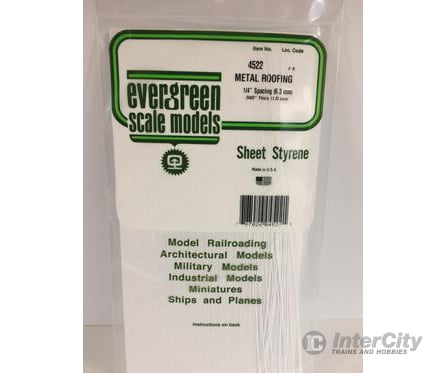 Item No. Loc. Code
4522
METAL ROOFING
1/4" Spacing (6.3 mm)
.040" Thick (1.0 mm)
evergreen
scale models
Sheet Styrene
Made in U.S.A.
Model Railroading
Architectural Models
Military Models
Industrial Models
Miniatures
Ships and Planes
Instructions on back
InterCity
TRAINS AND HOBBIES